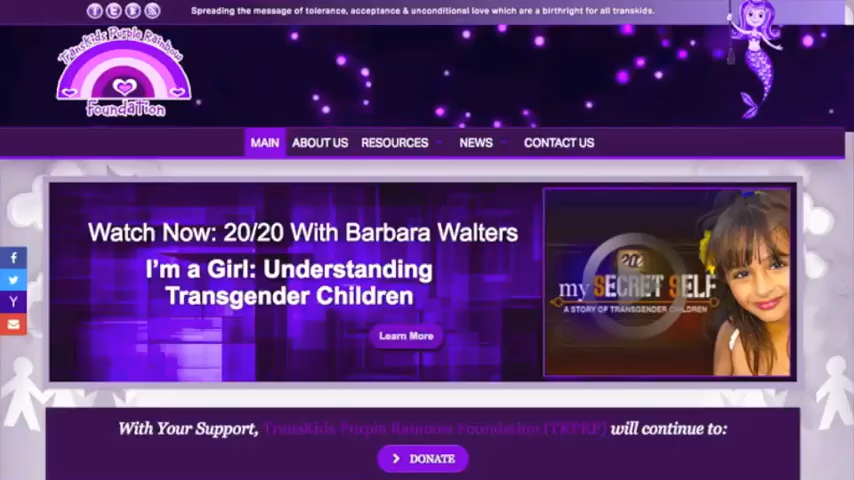 Spreading the message of tolerance, acceptance & unconditional love which are a birthright for all transkids.
TransKids Purple Rainbow
Foundation
MAIN ABOUT US RESOURCES NEWS CONTACT US
Watch Now: 20/20 With Barbara Walters
I'm a Girl: Understanding
Transgender Children
Learn More
20
my SECRET SELF
A STORY OF TRANSGENDER CHILDREN
With Your Support, TransKids Purple Rainbow Foundation (TKPRF) will continue to:
DONATE